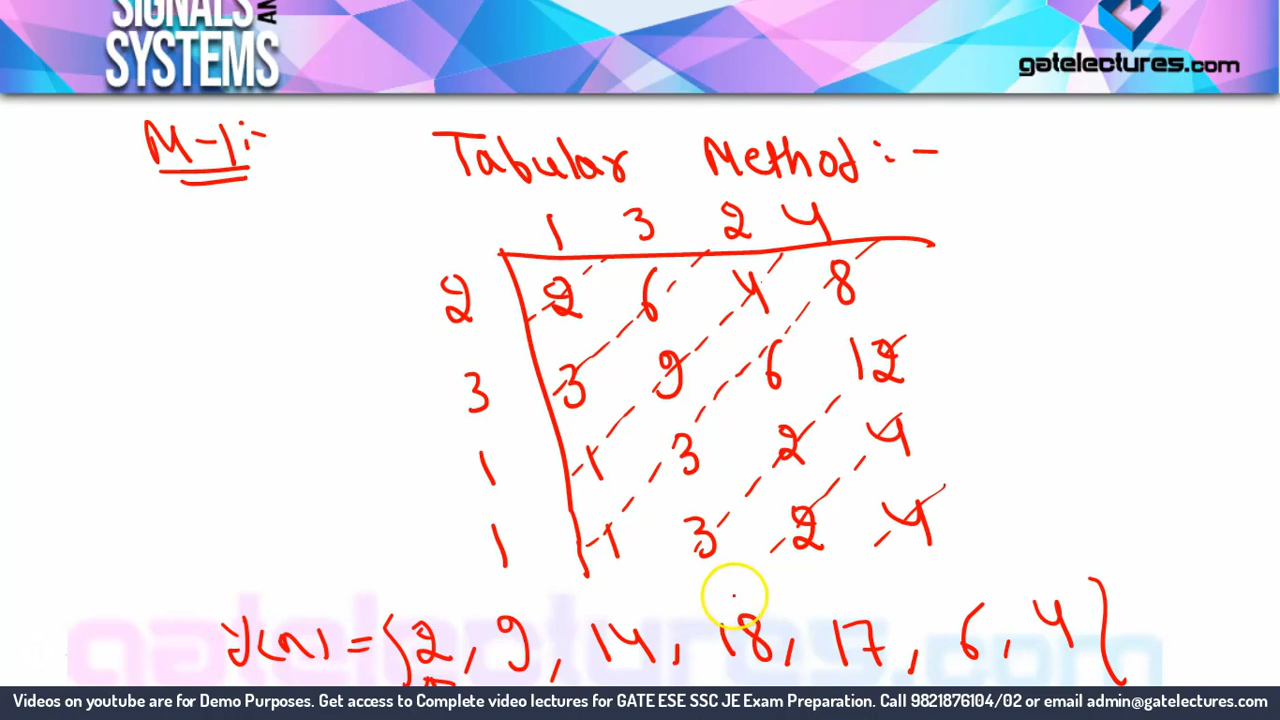 SIGNALS AND
SYSTEMS
gatelectures.com
M-1:-
Tabular Method:-
1 3 2 4
2 2 6 4 8
3 3 9 6 12
1 1 3 2 4
1 1 3 2 4
gatelectures.com
y(n) = {2, 9, 14, 18, 17, 6, 4}
Videos on youtube are for Demo Purposes. Get access to Complete video lectures for GATE ESE SSC JE Exam Preparation. Call 9821876104/02 or email admin@gatelectures.com